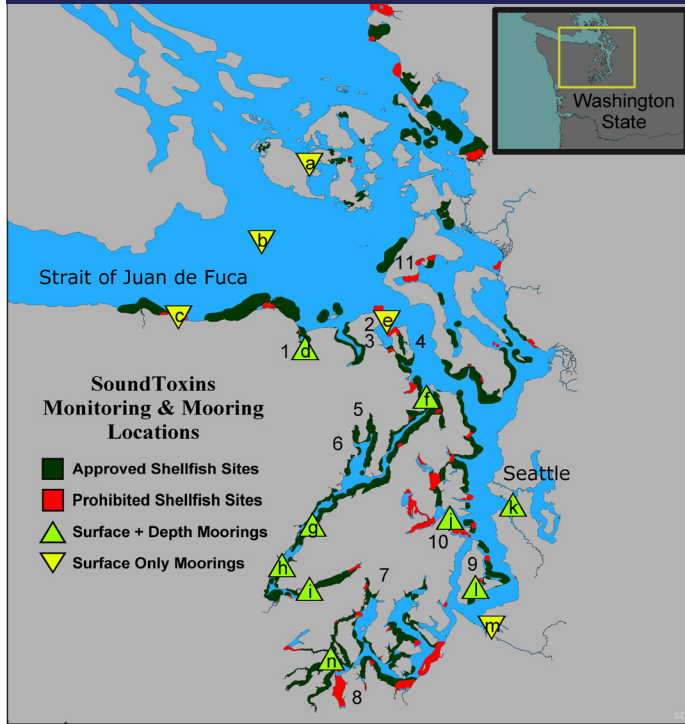 Washington
State
a
b
Strait of Juan de Fuca
11
c
e
2
1
d
3
4
SoundToxins
Monitoring & Mooring
Locations
f
5
6
Approved Shellfish Sites
Prohibited Shellfish Sites
Surface + Depth Moorings
Surface Only Moorings
Seattle
k
g
j
10
h
i
7
9
l
m
n
8